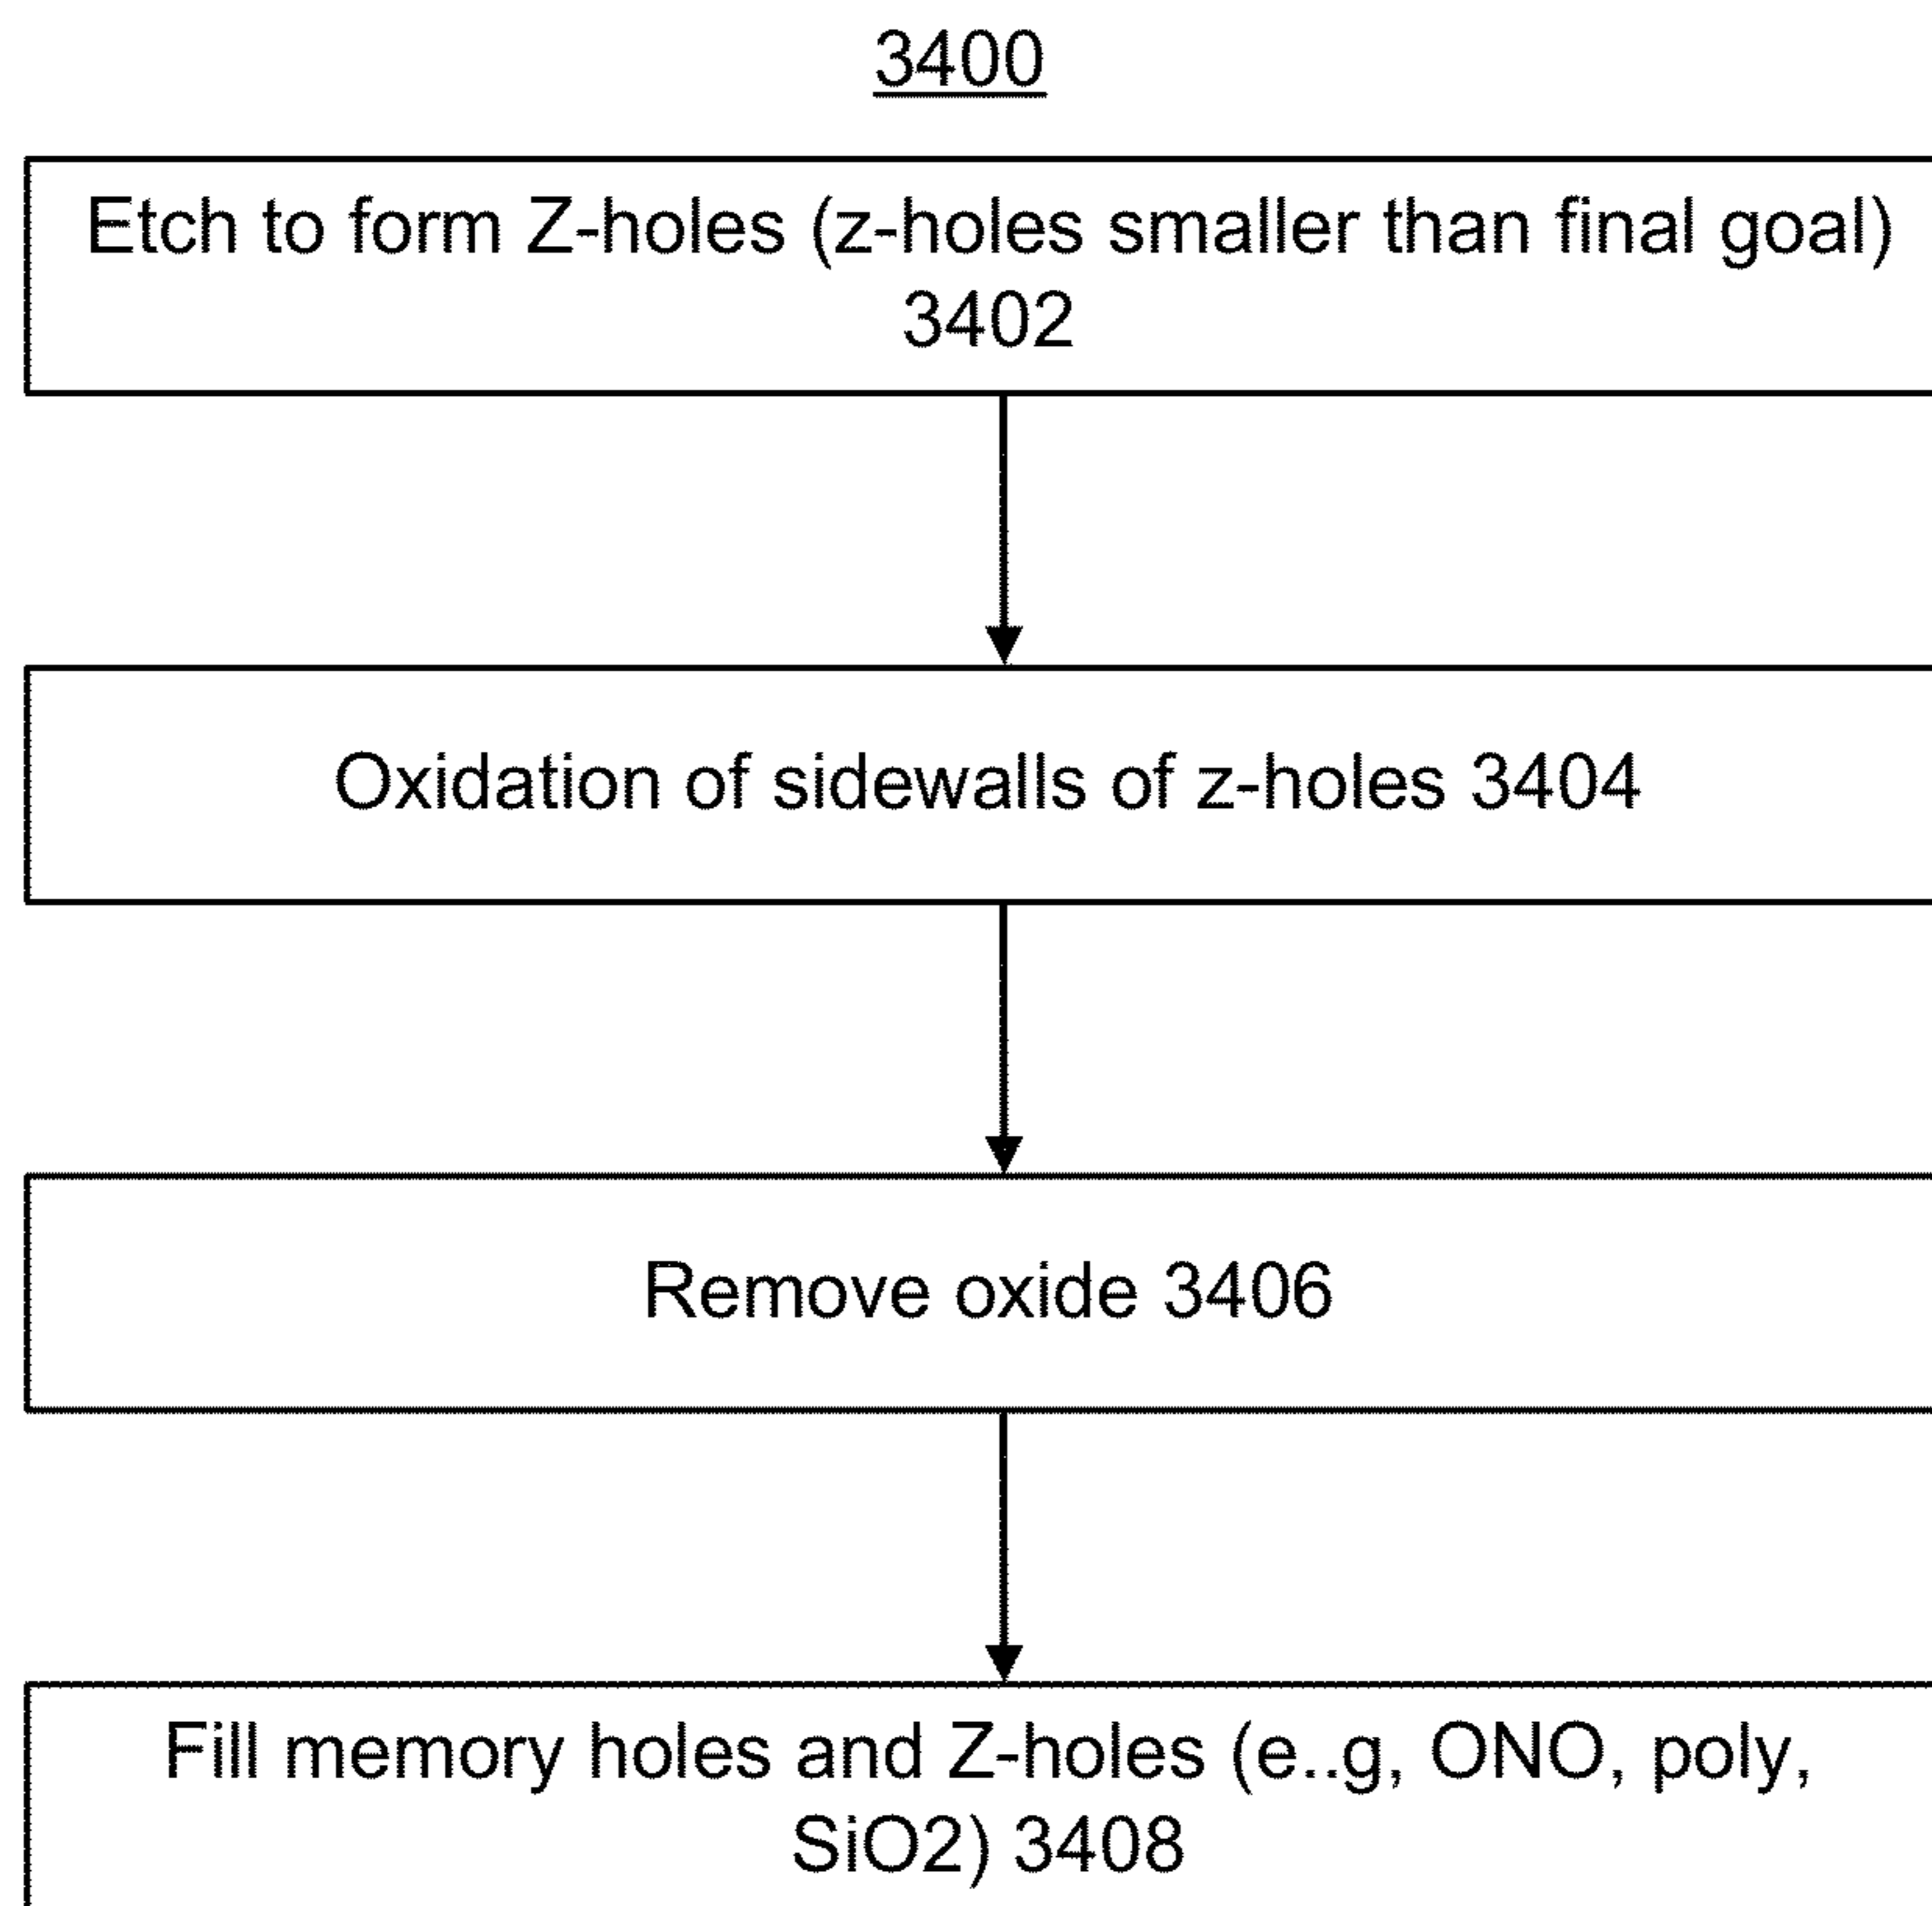 3400
Etch to form Z-holes (z-holes smaller than final goal)
3402
Oxidation of sidewalls of z-holes 3404
Remove oxide 3406
Fill memory holes and Z-holes (e..g, ONO, poly,
SiO2) 3408